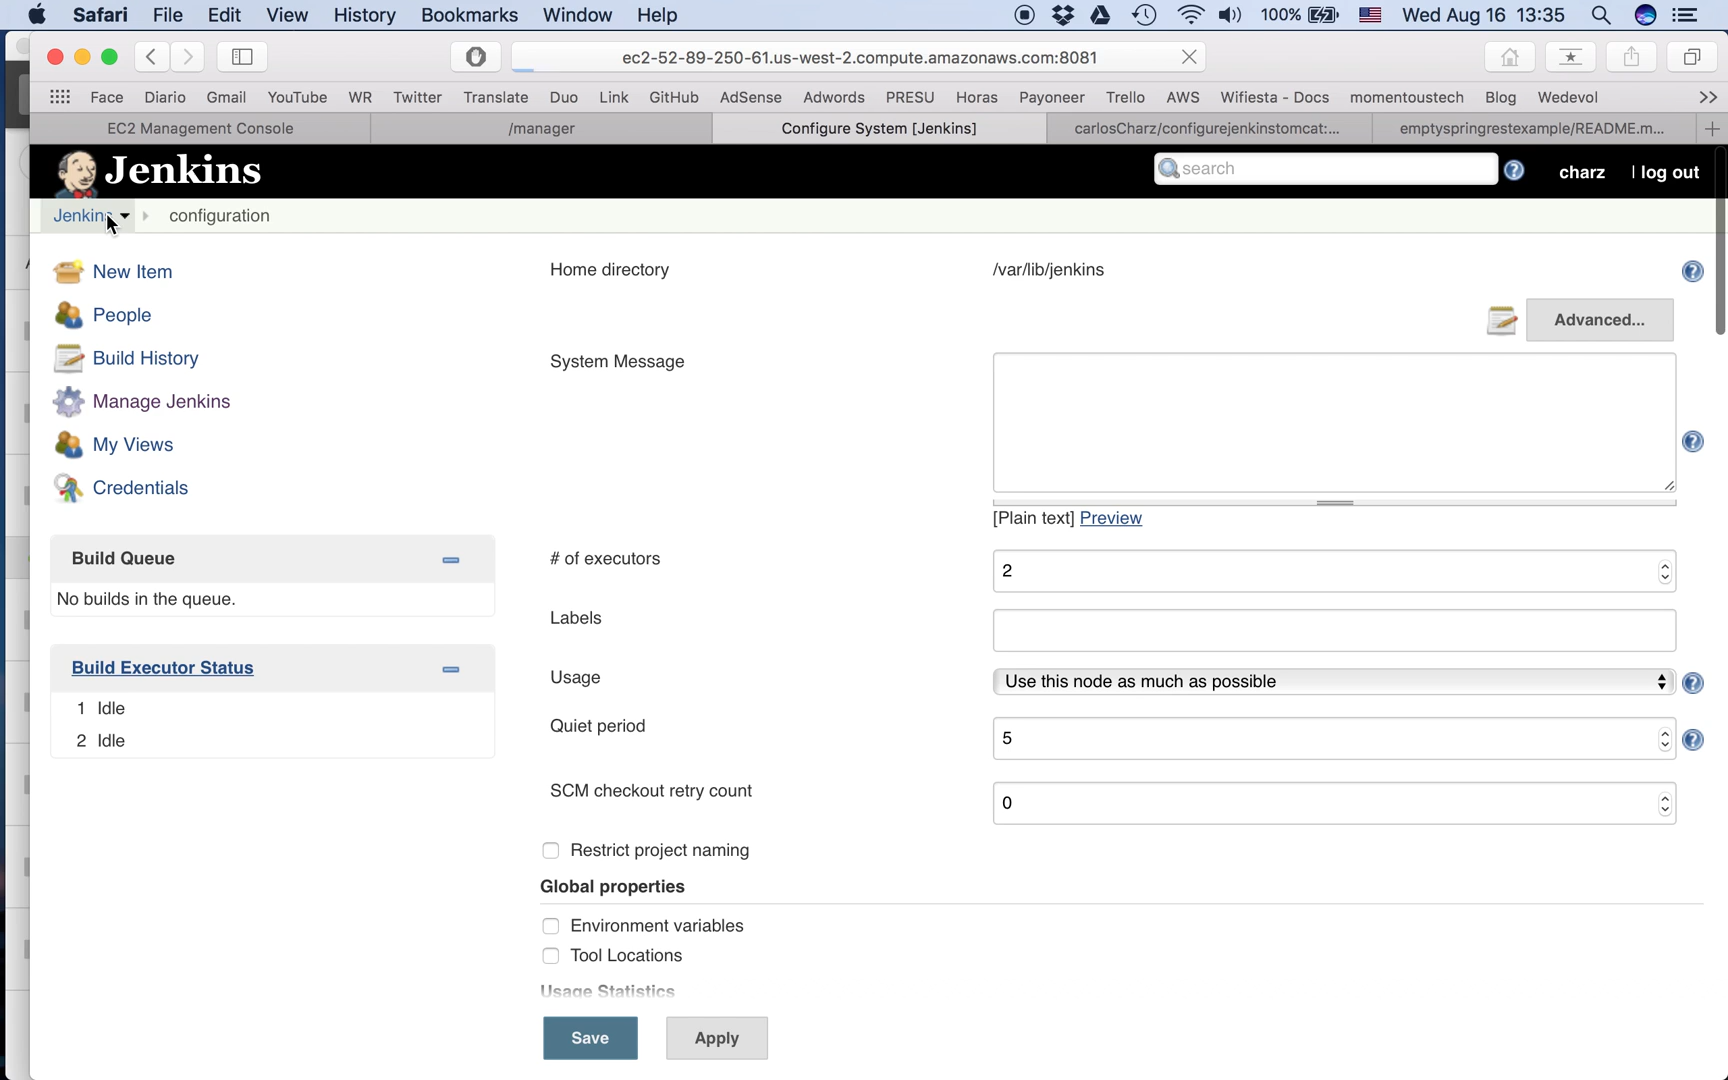 Safari File Edit View History Bookmarks Window Help 100% Wed Aug 16 13:35
ec2-52-89-250-61.us-west-2.compute.amazonaws.com:8081
Face Diario Gmail YouTube WR Twitter Translate Duo Link GitHub AdSense Adwords PRESU Horas Payoneer Trello AWS Wifiesta - Docs momentoustech Blog Wedevol >>
EC2 Management Console /manager Configure System [Jenkins] carlosCharz/configurejenkinstomcat:... emptyspringrestexample/README.m...
Jenkins search charz | log out
Jenkins configuration
New Item
People
Build History
Manage Jenkins
My Views
Credentials
Build Queue
No builds in the queue.
Build Executor Status
1 Idle
2 Idle
Home directory /var/lib/jenkins
Advanced...
System Message
[Plain text] Preview
# of executors 2
Labels
Usage Use this node as much as possible
Quiet period 5
SCM checkout retry count 0
Restrict project naming
Global properties
Environment variables
Tool Locations
Usage Statistics
Save Apply